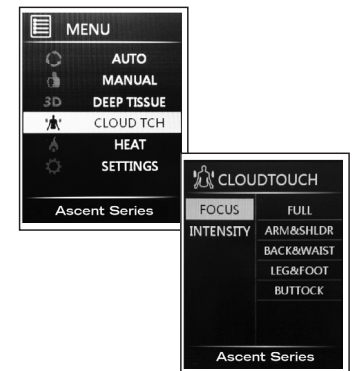 MENU
AUTO
MANUAL
3D DEEP TISSUE
CLOUD TCH
HEAT
SETTINGS
Ascent Series
CLOUDTOUCH
FOCUS FULL
INTENSITY ARM&SHLDR
BACK&WAIST
LEG&FOOT
BUTTOCK
Ascent Series